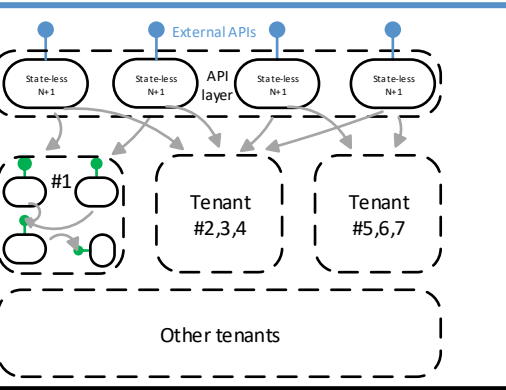 External APIs
State-less
N+1
State-less
N+1
API
layer
State-less
N+1
State-less
N+1
#1
Tenant
#2,3,4
Tenant
#5,6,7
Other tenants